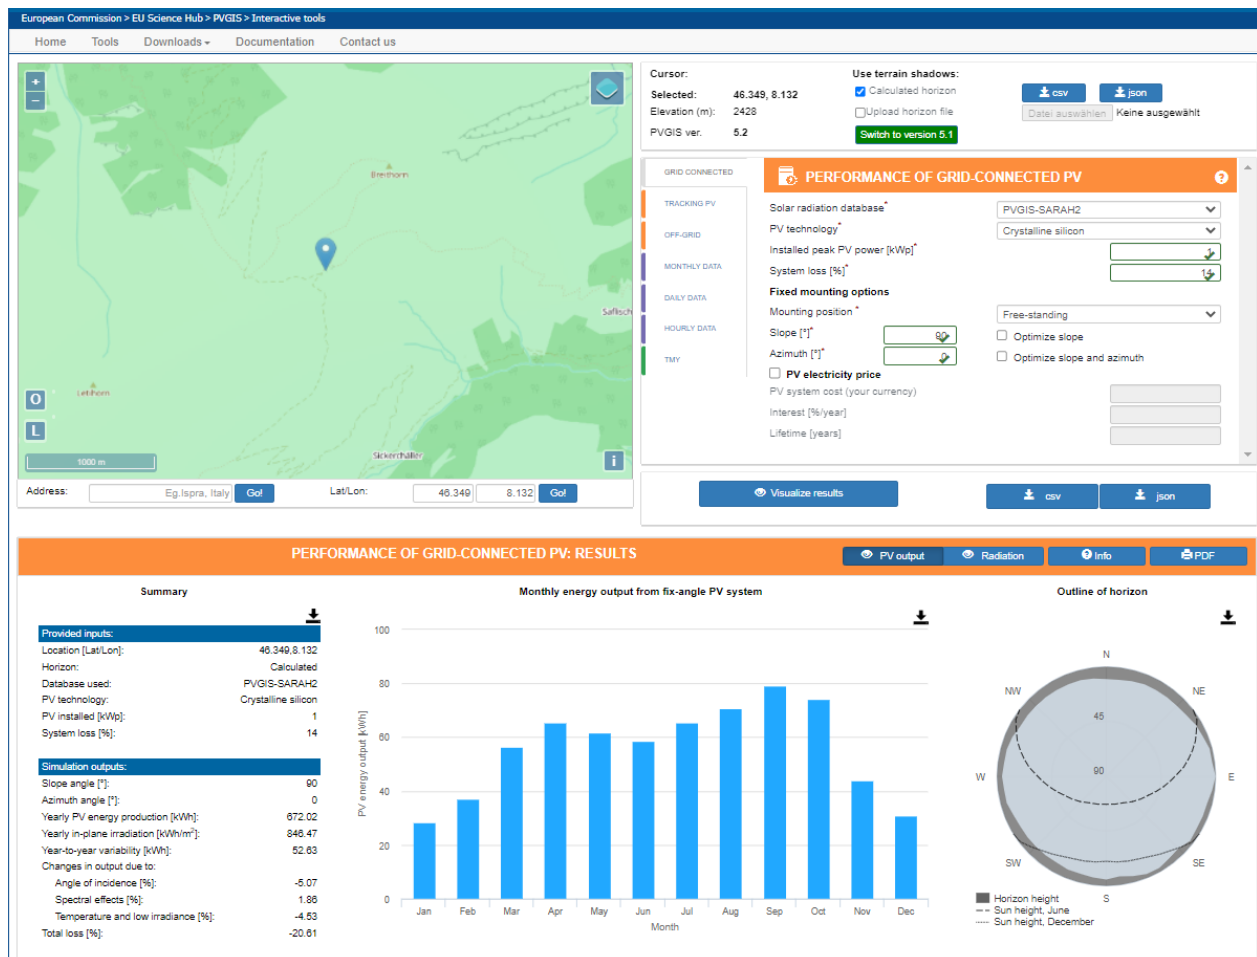 European Commission > EU Science Hub > PVGIS > Interactive tools
Home Tools Downloads Documentation Contact us
+
−
Breithorn
Saflisch
Letihorn
Sickerchäller
O
L
1000 m
i
Address: Eg.Ispra, Italy Go! Lat/Lon: 46.349 8.132 Go!
Cursor:
Selected: 46.349, 8.132
Elevation (m): 2428
PVGIS ver. 5.2
Use terrain shadows:
Calculated horizon
Upload horizon file
Switch to version 5.1
csv json
Datei auswählen Keine ausgewählt
GRID CONNECTED
TRACKING PV
OFF-GRID
MONTHLY DATA
DAILY DATA
HOURLY DATA
TMY
PERFORMANCE OF GRID-CONNECTED PV ?
Solar radiation database* PVGIS-SARAH2
PV technology* Crystalline silicon
Installed peak PV power [kWp]* 1
System loss [%]* 14
Fixed mounting options
Mounting position * Free-standing
Slope [°]* 90 Optimize slope
Azimuth [°]* 0 Optimize slope and azimuth
PV electricity price
PV system cost (your currency)
Interest [%/year]
Lifetime [years]
Visualize results csv json
PERFORMANCE OF GRID-CONNECTED PV: RESULTS PV output Radiation Info PDF
Summary
Provided inputs:
Location [Lat/Lon]: 46.349,8.132
Horizon: Calculated
Database used: PVGIS-SARAH2
PV technology: Crystalline silicon
PV installed [kWp]: 1
System loss [%]: 14
Simulation outputs:
Slope angle [°]: 90
Azimuth angle [°]: 0
Yearly PV energy production [kWh]: 672.02
Yearly in-plane irradiation [kWh/m²]: 846.47
Year-to-year variability [kWh]: 52.63
Changes in output due to:
Angle of incidence [%]: -5.07
Spectral effects [%]: 1.86
Temperature and low irradiance [%]: -4.53
Total loss [%]: -20.61
Monthly energy output from fix-angle PV system
PV energy output [kWh]
100
80
60
40
20
0
Jan Feb Mar Apr May Jun Jul Aug Sep Oct Nov Dec
Month
Outline of horizon
N
NW NE
45
W 90 E
SW SE
S
Horizon height
Sun height, June
Sun height, December